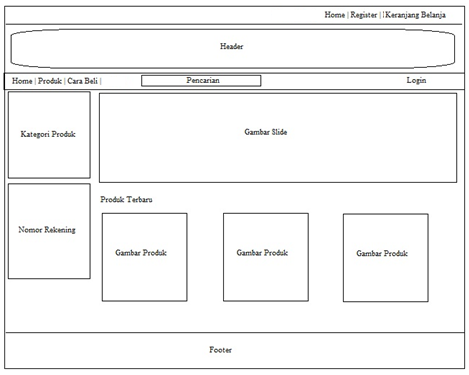 Home | Register | Keranjang Belanja
Header
Home | Produk | Cara Beli |
Pencarian
Login
Kategori Produk
Gambar Slide
Nomor Rekening
Produk Terbaru
Gambar Produk
Gambar Produk
Gambar Produk
Footer